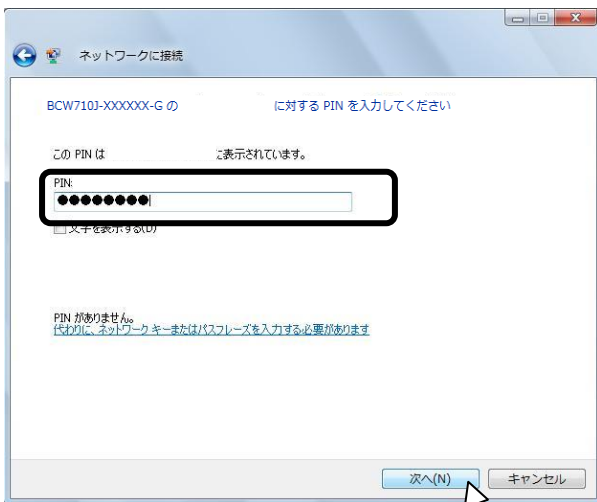 ネットワークに接続
BCW710J-XXXXXX-G の に対する PIN を入力してください
この PIN は に表示されています。
PIN:
●●●●●●●●
文字を表示する(D)
PIN がありません。
代わりに、ネットワーク キーまたはパスフレーズを入力する必要があります
次へ(N) キャンセル